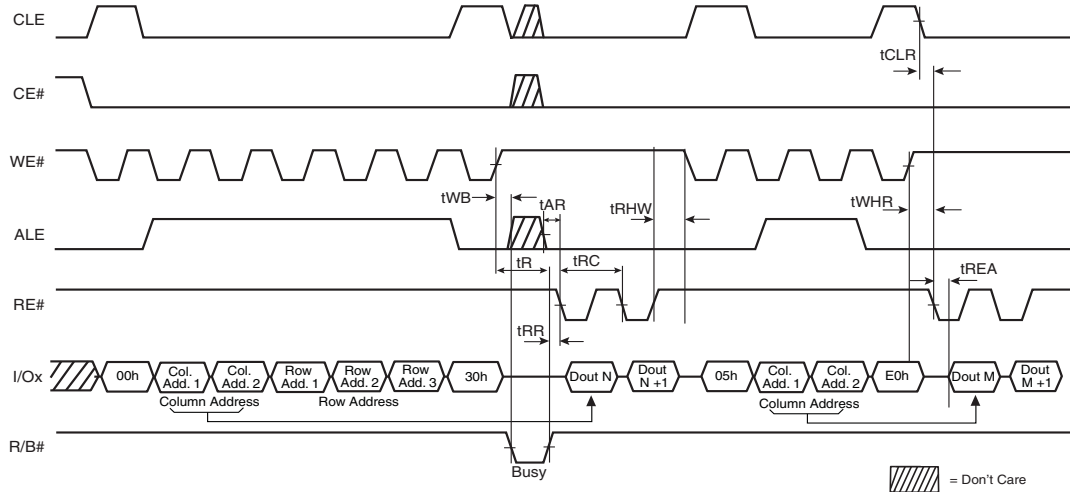 CLE
tCLR
CE#
WE#
tWB
tAR
tRHW
tWHR
ALE
tR
tRC
tREA
RE#
tRR
I/Ox
00h
Col. Add. 1
Col. Add. 2
Row Add. 1
Row Add. 2
Row Add. 3
30h
Dout N
Dout N +1
05h
Col. Add. 1
Col. Add. 2
E0h
Dout M
Dout M +1
Column Address
Row Address
Column Address
R/B#
Busy
= Don't Care